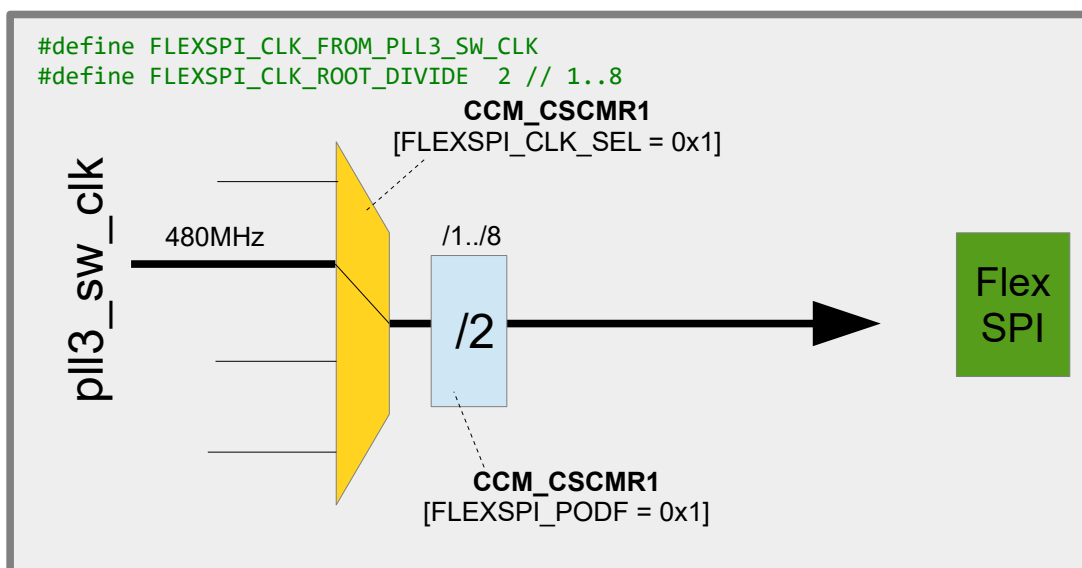 #define FLEXSPI_CLK_FROM_PLL3_SW_CLK
#define FLEXSPI_CLK_ROOT_DIVIDE  2 // 1..8
CCM_CSCMR1
[FLEXSPI_CLK_SEL = 0x1]
pll3_sw_clk
480MHz
/1../8
/2
Flex
SPI
CCM_CSCMR1
[FLEXSPI_PODF = 0x1]